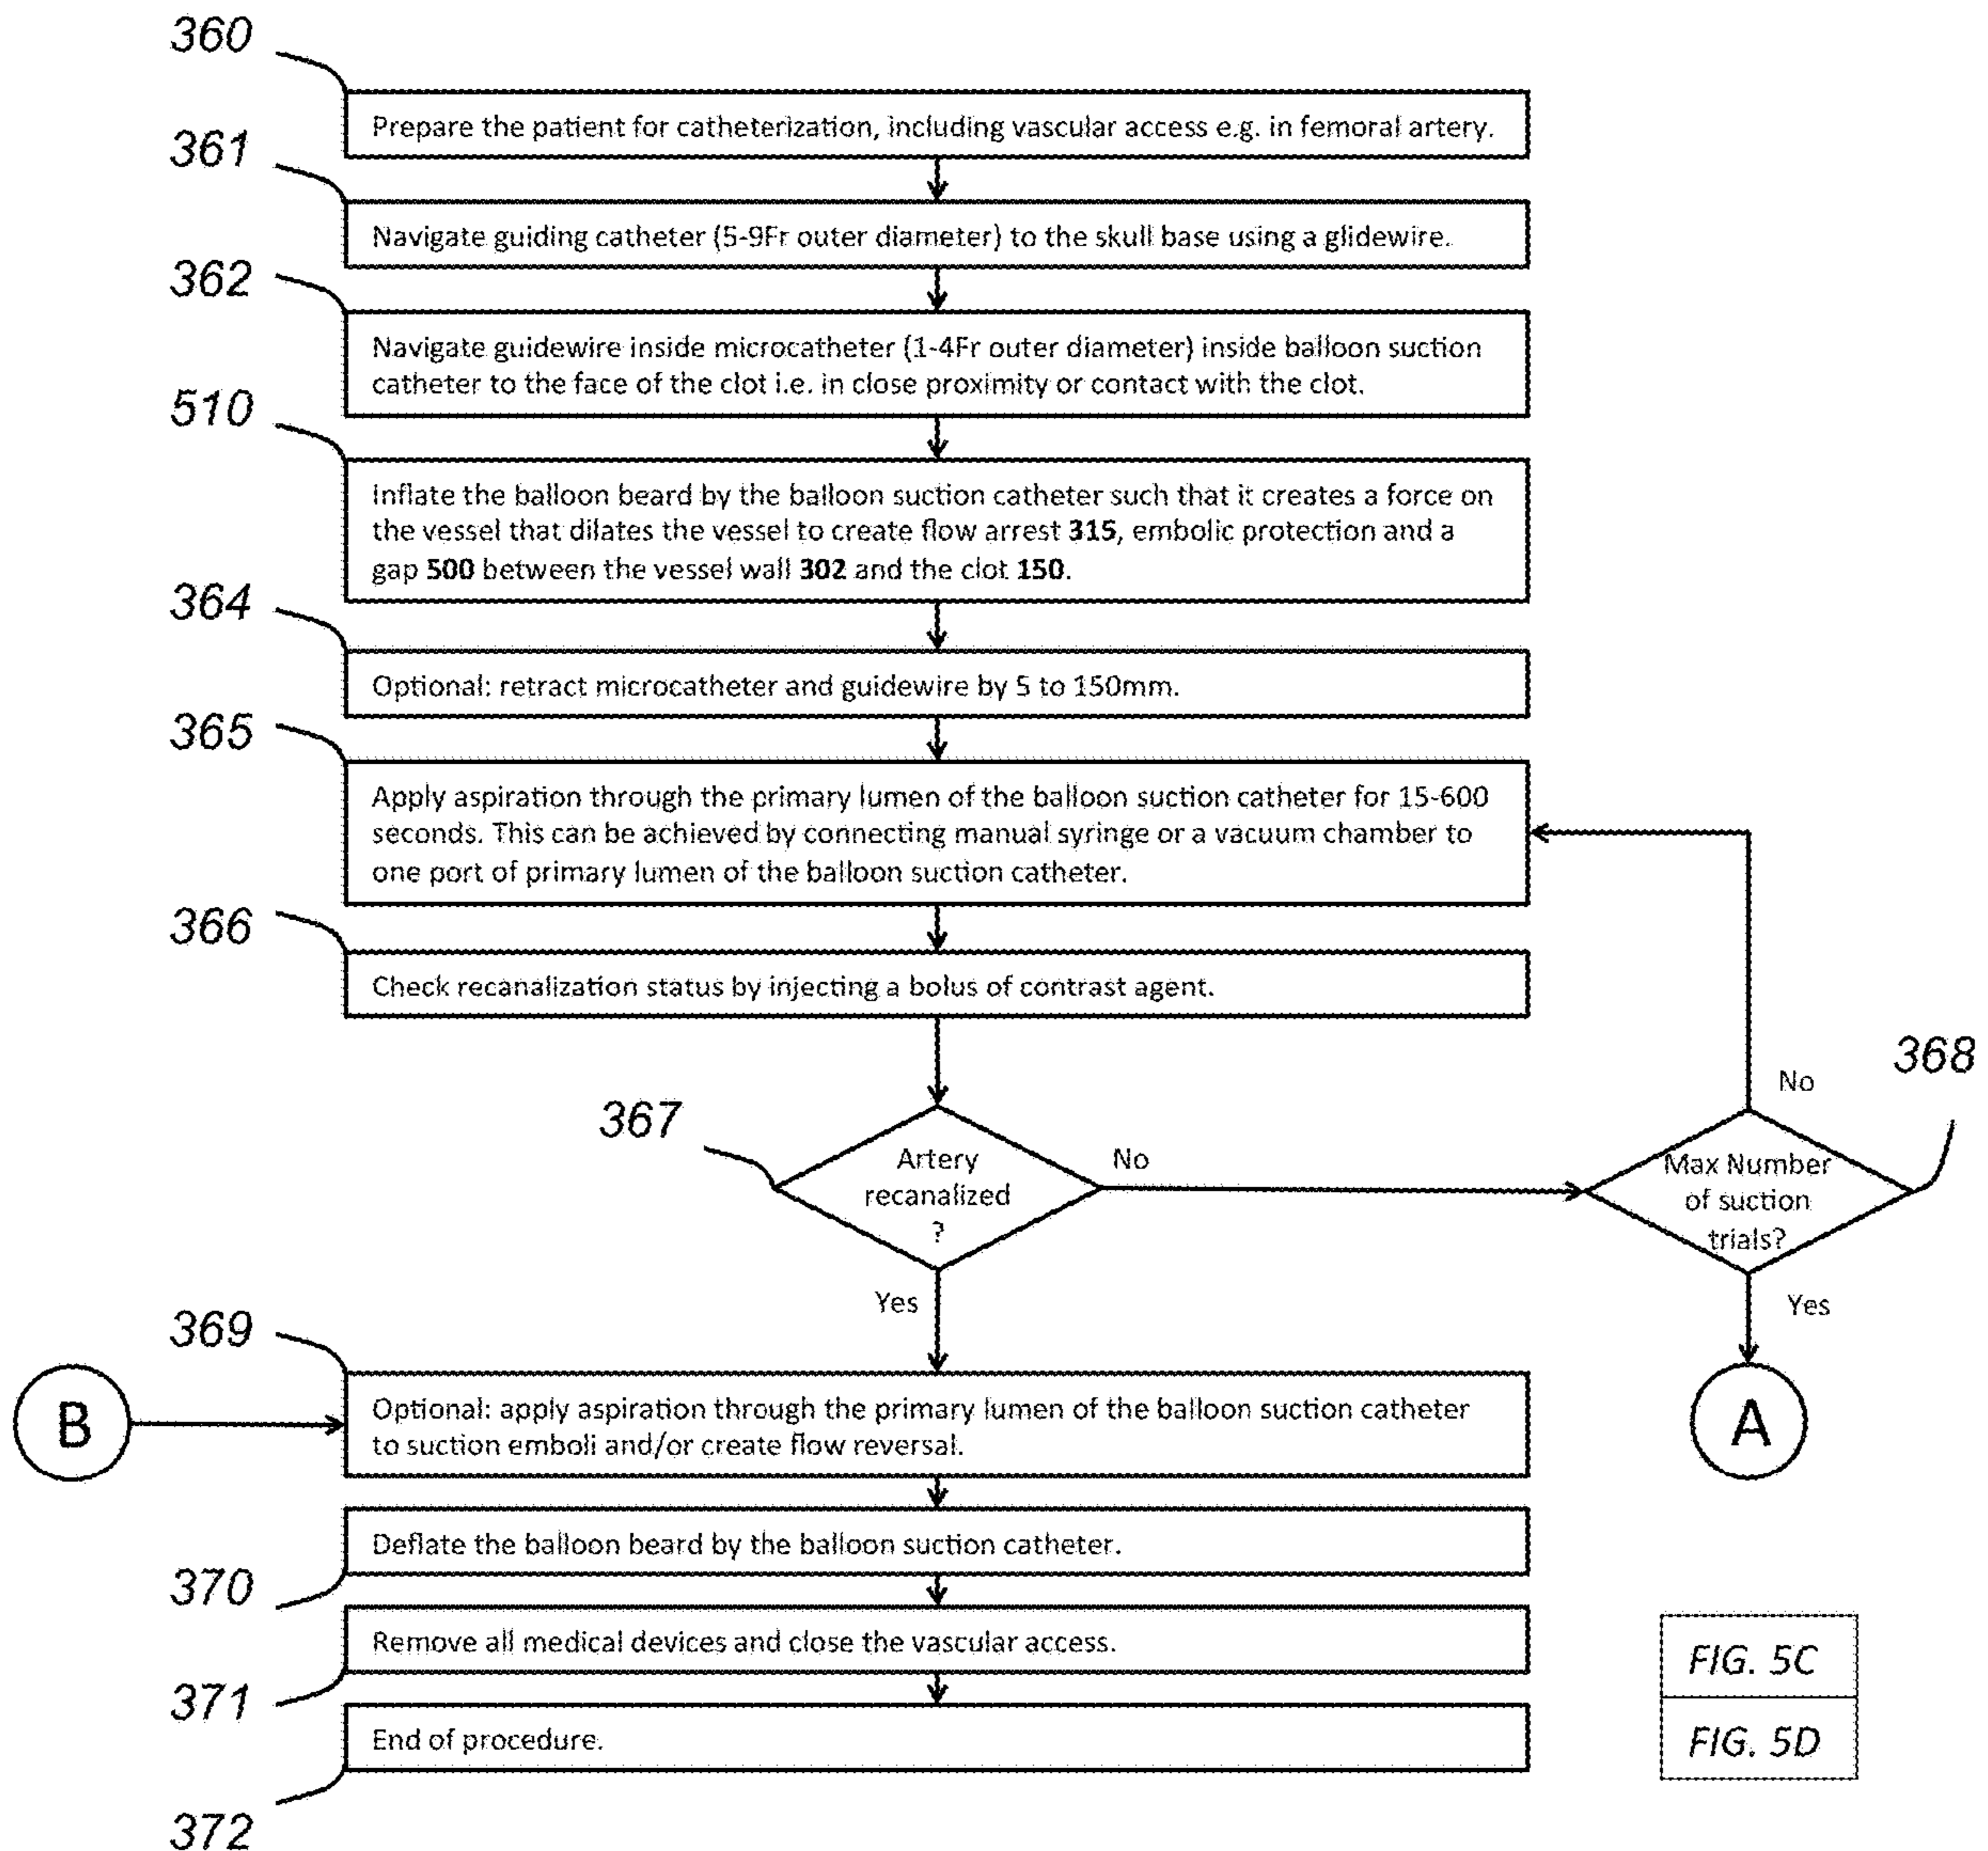 360
Prepare the patient for catheterization, including vascular access e.g. in femoral artery.
361
Navigate guiding catheter (5-9Fr outer diameter) to the skull base using a glidewire.
362
Navigate guidewire inside microcatheter (1-4Fr outer diameter) inside balloon suction
catheter to the face of the clot i.e. in close proximity or contact with the clot.
510
Inflate the balloon beard by the balloon suction catheter such that it creates a force on
the vessel that dilates the vessel to create flow arrest 315, embolic protection and a
gap 500 between the vessel wall 302 and the clot 150.
364
Optional: retract microcatheter and guidewire by 5 to 150mm.
365
Apply aspiration through the primary lumen of the balloon suction catheter for 15-600
seconds. This can be achieved by connecting manual syringe or a vacuum chamber to
one port of primary lumen of the balloon suction catheter.
366
Check recanalization status by injecting a bolus of contrast agent.
367
Artery
recanalized
?
No
Yes
368
Max Number
of suction
trials?
No
Yes
A
369
B
Optional: apply aspiration through the primary lumen of the balloon suction catheter
to suction emboli and/or create flow reversal.
370
Deflate the balloon beard by the balloon suction catheter.
371
Remove all medical devices and close the vascular access.
372
End of procedure.
FIG. 5C
FIG. 5D